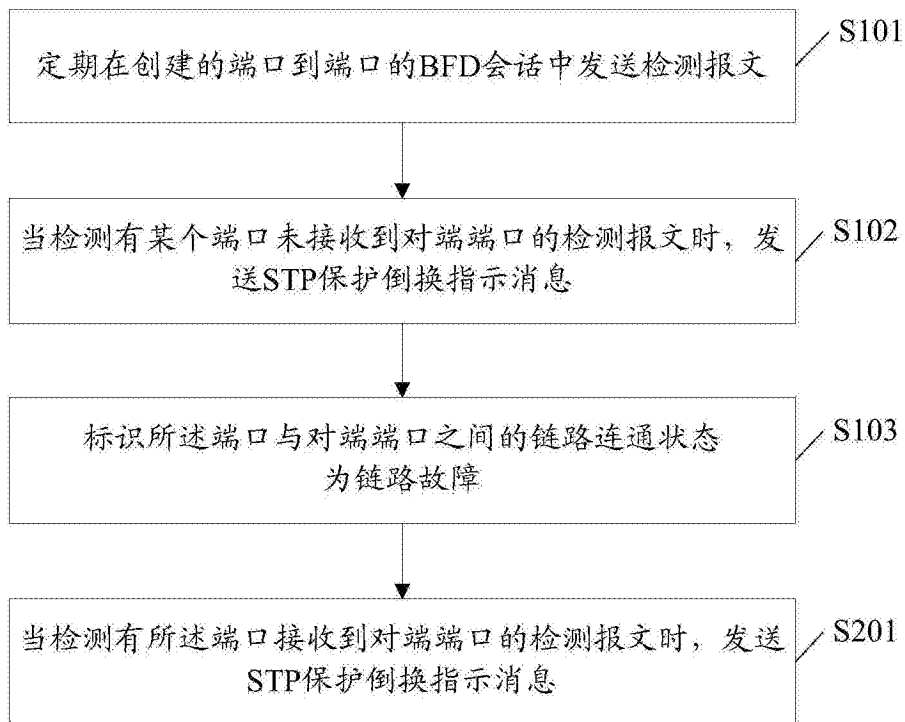 定期在创建的端口到端口的BFD会话中发送检测报文
S101
当检测有某个端口未接收到对端端口的检测报文时，发
送STP保护倒换指示消息
S102
标识所述端口与对端端口之间的链路连通状态
为链路故障
S103
当检测有所述端口接收到对端端口的检测报文时，发送
STP保护倒换指示消息
S201